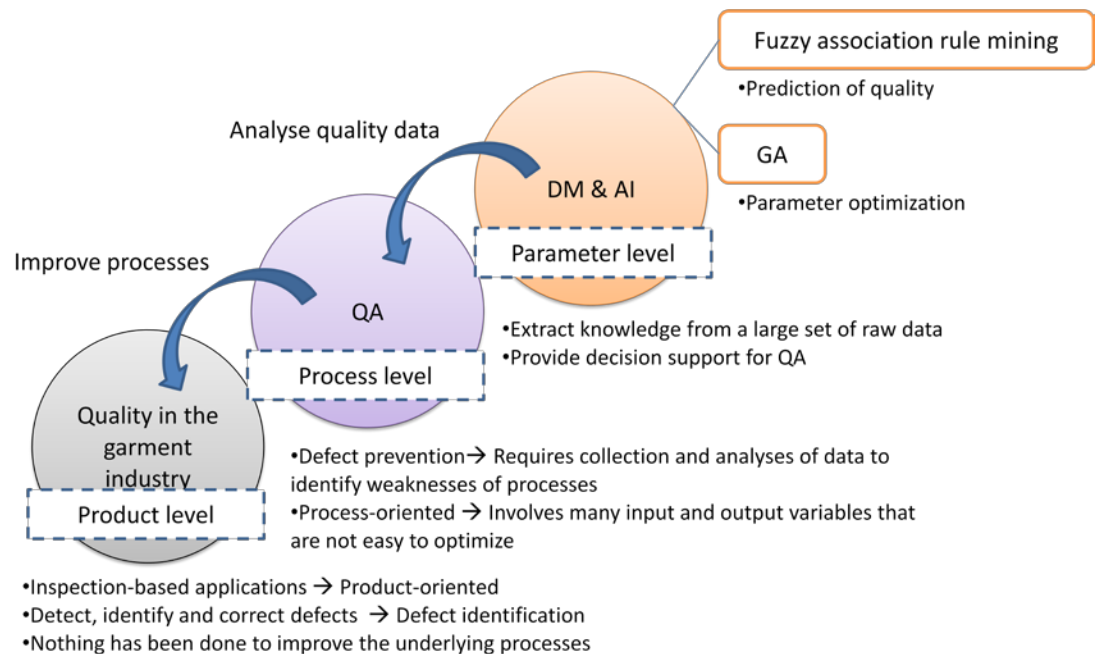 Fuzzy association rule mining
•Prediction of quality
GA
•Parameter optimization
Analyse quality data
DM & AI
Parameter level
•Extract knowledge from a large set of raw data
•Provide decision support for QA
Improve processes
QA
Process level
•Defect prevention→ Requires collection and analyses of data to
identify weaknesses of processes
•Process-oriented → Involves many input and output variables that
are not easy to optimize
Quality in the
garment
industry
Product level
•Inspection-based applications → Product-oriented
•Detect, identify and correct defects → Defect identification
•Nothing has been done to improve the underlying processes